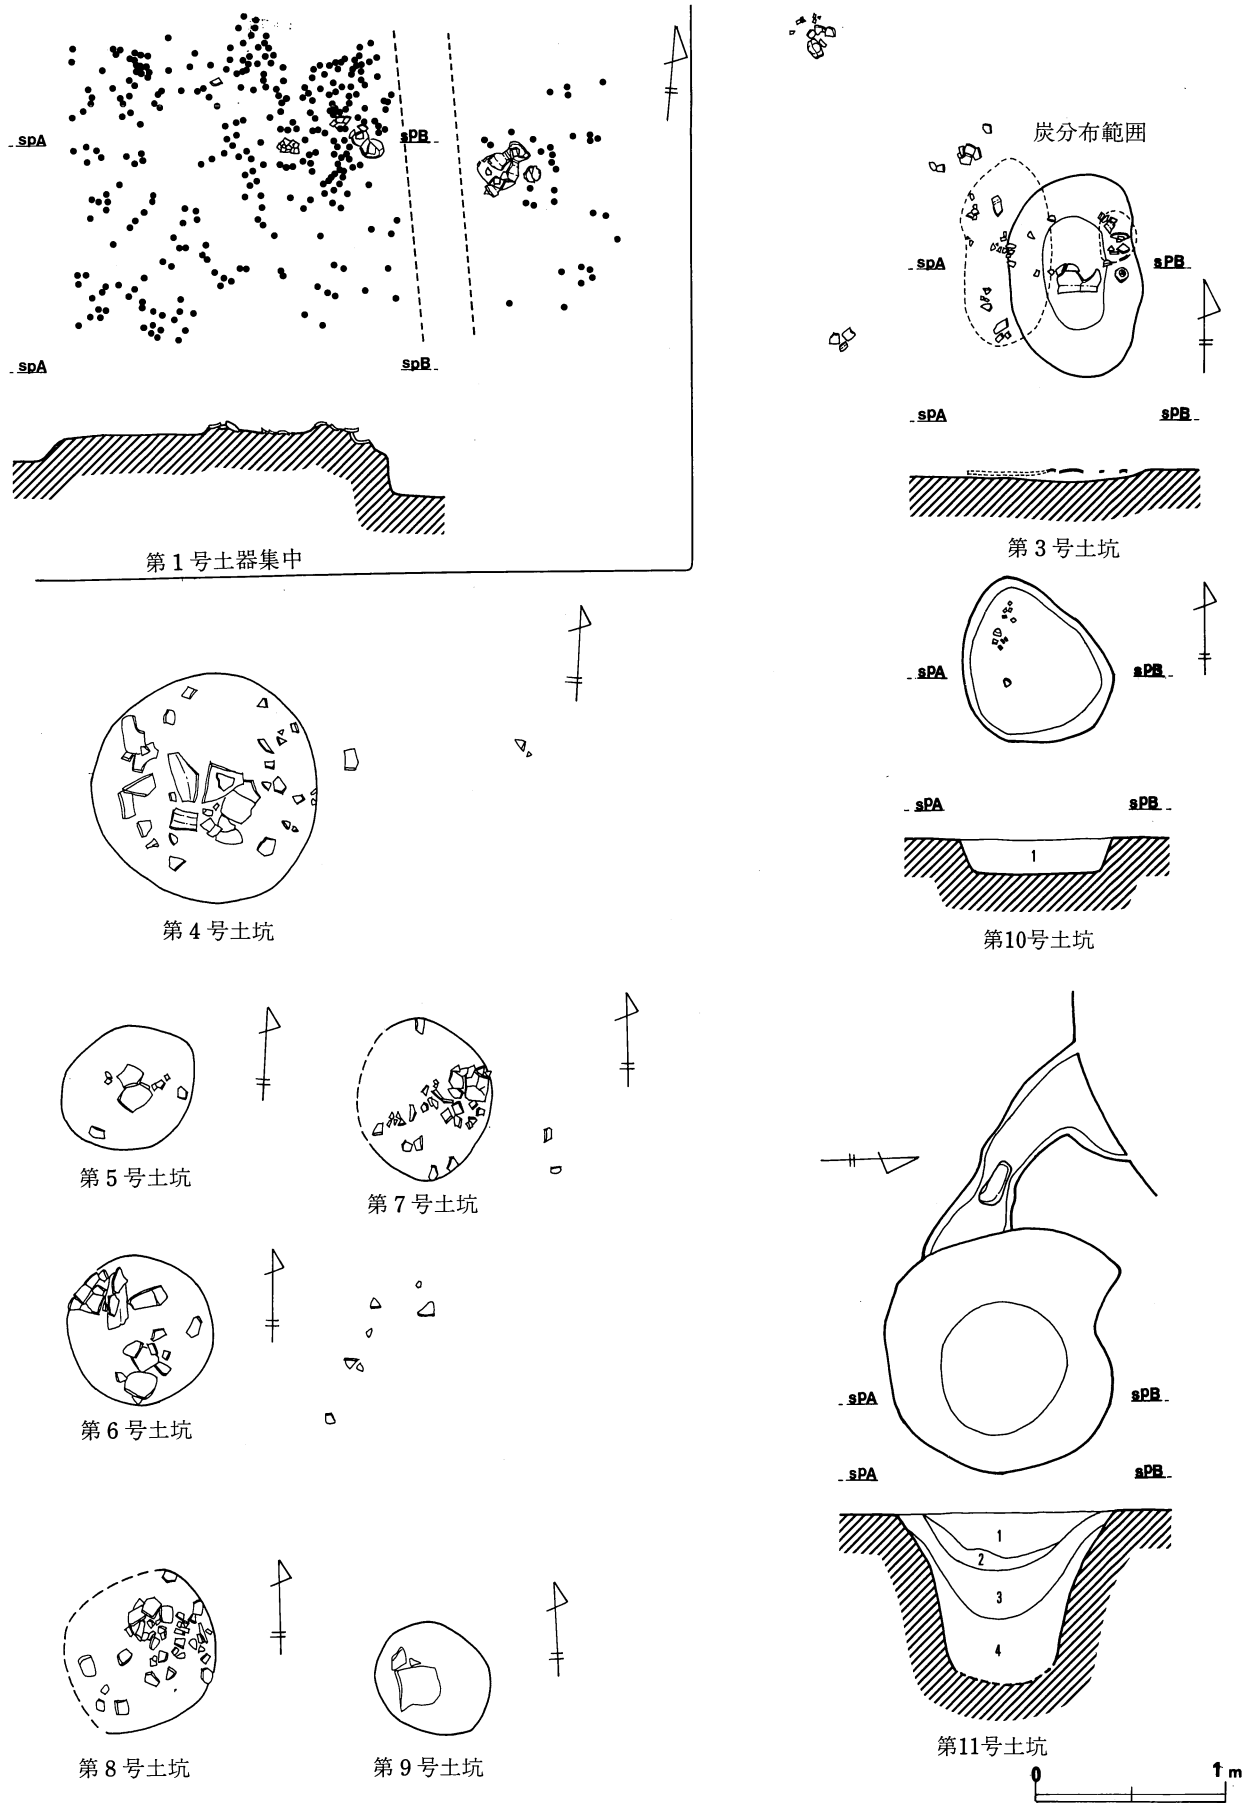 spA spB
spA spB
第1号土器集中
炭分布範囲
spA spB
spA spB
第3号土坑
第4号土坑
spA spB
spA spB
1
第10号土坑
第5号土坑
第7号土坑
第6号土坑
第8号土坑
第9号土坑
spA spB
spA spB
1
2
3
4
第11号土坑
0 1m